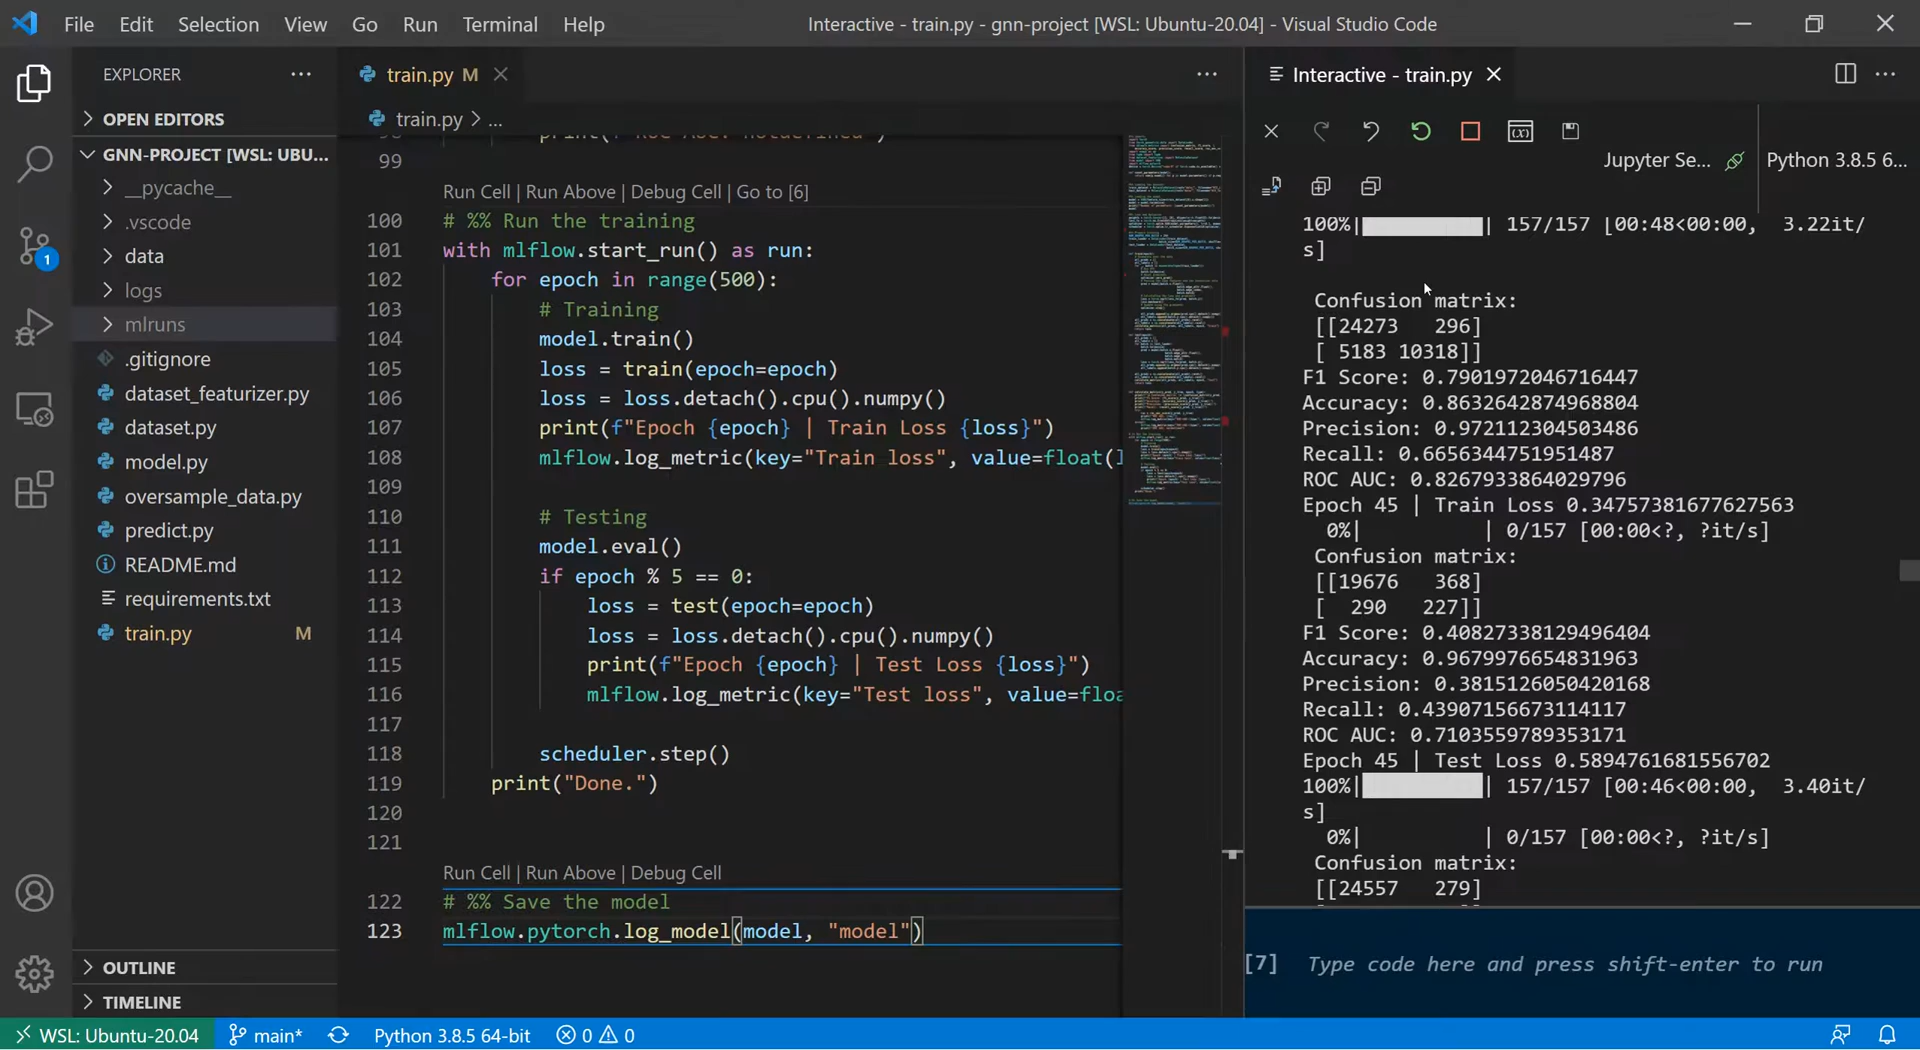 File Edit Selection View Go Run Terminal Help
Interactive - train.py - gnn-project [WSL: Ubuntu-20.04] - Visual Studio Code
EXPLORER
OPEN EDITORS
GNN-PROJECT [WSL: UBU...
__pycache__
.vscode
data
logs
mlruns
.gitignore
dataset_featurizer.py
dataset.py
model.py
oversample_data.py
predict.py
README.md
requirements.txt
train.py M
OUTLINE
TIMELINE
1
train.py M
train.py > ...
99
Run Cell | Run Above | Debug Cell | Go to [6]
100 # %% Run the training
101 with mlflow.start_run() as run:
102 for epoch in range(500):
103 # Training
104 model.train()
105 loss = train(epoch=epoch)
106 loss = loss.detach().cpu().numpy()
107 print(f"Epoch {epoch} | Train Loss {loss}")
108 mlflow.log_metric(key="Train loss", value=float(l
109
110 # Testing
111 model.eval()
112 if epoch % 5 == 0:
113 loss = test(epoch=epoch)
114 loss = loss.detach().cpu().numpy()
115 print(f"Epoch {epoch} | Test Loss {loss}")
116 mlflow.log_metric(key="Test loss", value=floa
117
118 scheduler.step()
119 print("Done.")
120
121
Run Cell | Run Above | Debug Cell
122 # %% Save the model
123 mlflow.pytorch.log_model(model, "model")
Interactive - train.py
Jupyter Se... Python 3.8.5 6...
100%| | 157/157 [00:48<00:00, 3.22it/
s]
Confusion matrix:
[[24273 296]
[ 5183 10318]]
F1 Score: 0.7901972046716447
Accuracy: 0.8632642874968804
Precision: 0.972112304503486
Recall: 0.6656344751951487
ROC AUC: 0.8267933864029796
Epoch 45 | Train Loss 0.347573816776275​63
0%| | 0/157 [00:00<?, ?it/s]
Confusion matrix:
[[19676 368]
[ 290 227]]
F1 Score: 0.40827338129496404
Accuracy: 0.9679976654831963
Precision: 0.3815126050420168
Recall: 0.43907156673114117
ROC AUC: 0.7103559789353171
Epoch 45 | Test Loss 0.5894761681556702
100%| | 157/157 [00:46<00:00, 3.40it/
s]
0%| | 0/157 [00:00<?, ?it/s]
Confusion matrix:
[[24557 279]
[7] Type code here and press shift-enter to run
WSL: Ubuntu-20.04 main* Python 3.8.5 64-bit 0 0